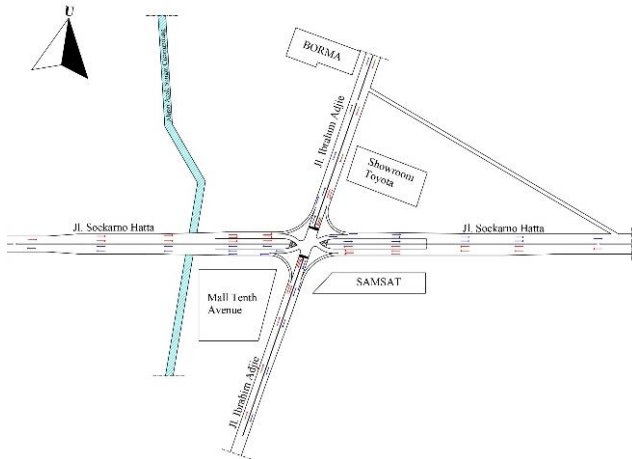 U
BORMA
Jl. Ibrahim Adjie
Showroom
Toyota
Jl. Soekarno Hatta
Jl. Soekarno Hatta
SAMSAT
Mall Tenth
Avenue
Jl. Ibrahim Adjie